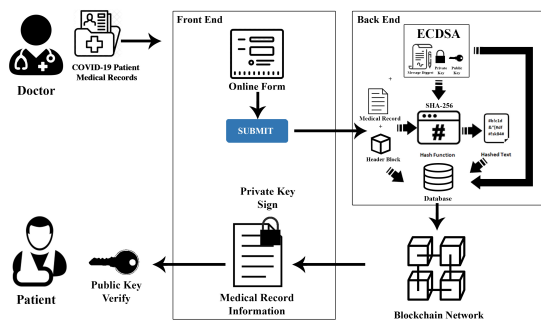 Front End
Back End
ECDSA
Private
Key
Public
Key
Message Digest
COVID-19 Patient
Medical Records
Doctor
Online Form
SUBMIT
+
Medical Record
+
Header Block
SHA-256
#
Hash Function
Hashed Text
Database
Private Key
Sign
Patient
Public Key
Verify
Medical Record
Information
Blockchain Network